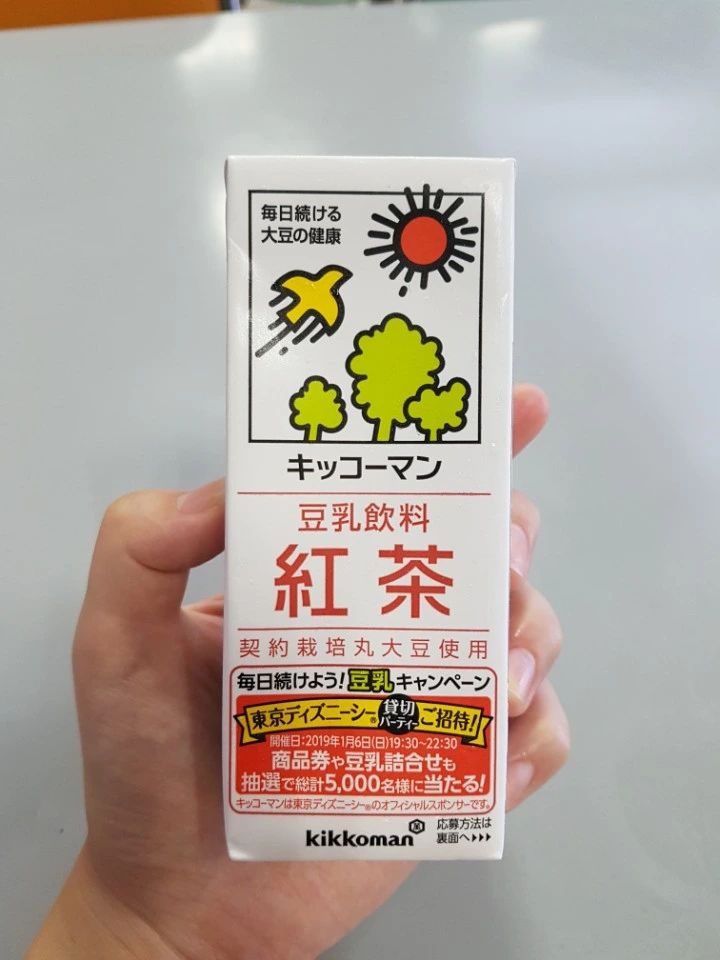 毎日続ける
大豆の健康
キッコーマン
豆乳飲料
紅茶
契約栽培丸大豆使用
毎日続けよう!豆乳キャンペーン
東京ディズニーシー®貸切パーティーご招待!
開催日:2019年1月6日(日)19:30~22:30
商品券や豆乳詰合せも
抽選で総計5,000名様に当たる!
キッコーマンは東京ディズニーシー®のオフィシャルスポンサーです。
kikkoman
応募方法は
裏面へ